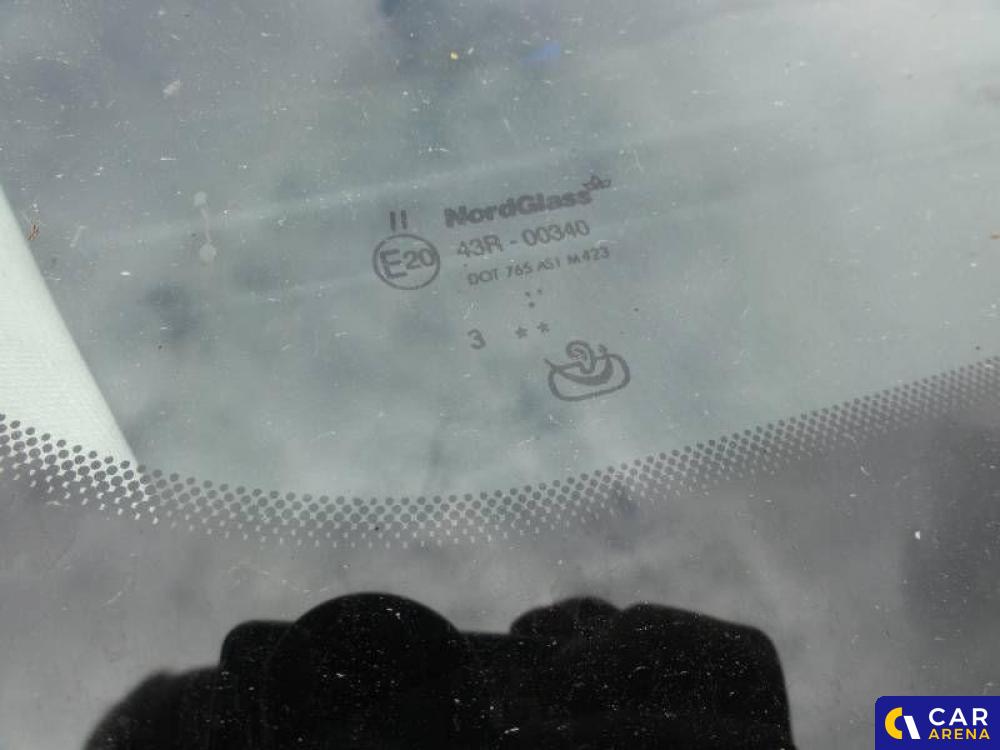 II
NordGlass
E20
43R - 00340
DOT 765 AS1 M423
3 **
CAR
ARENA